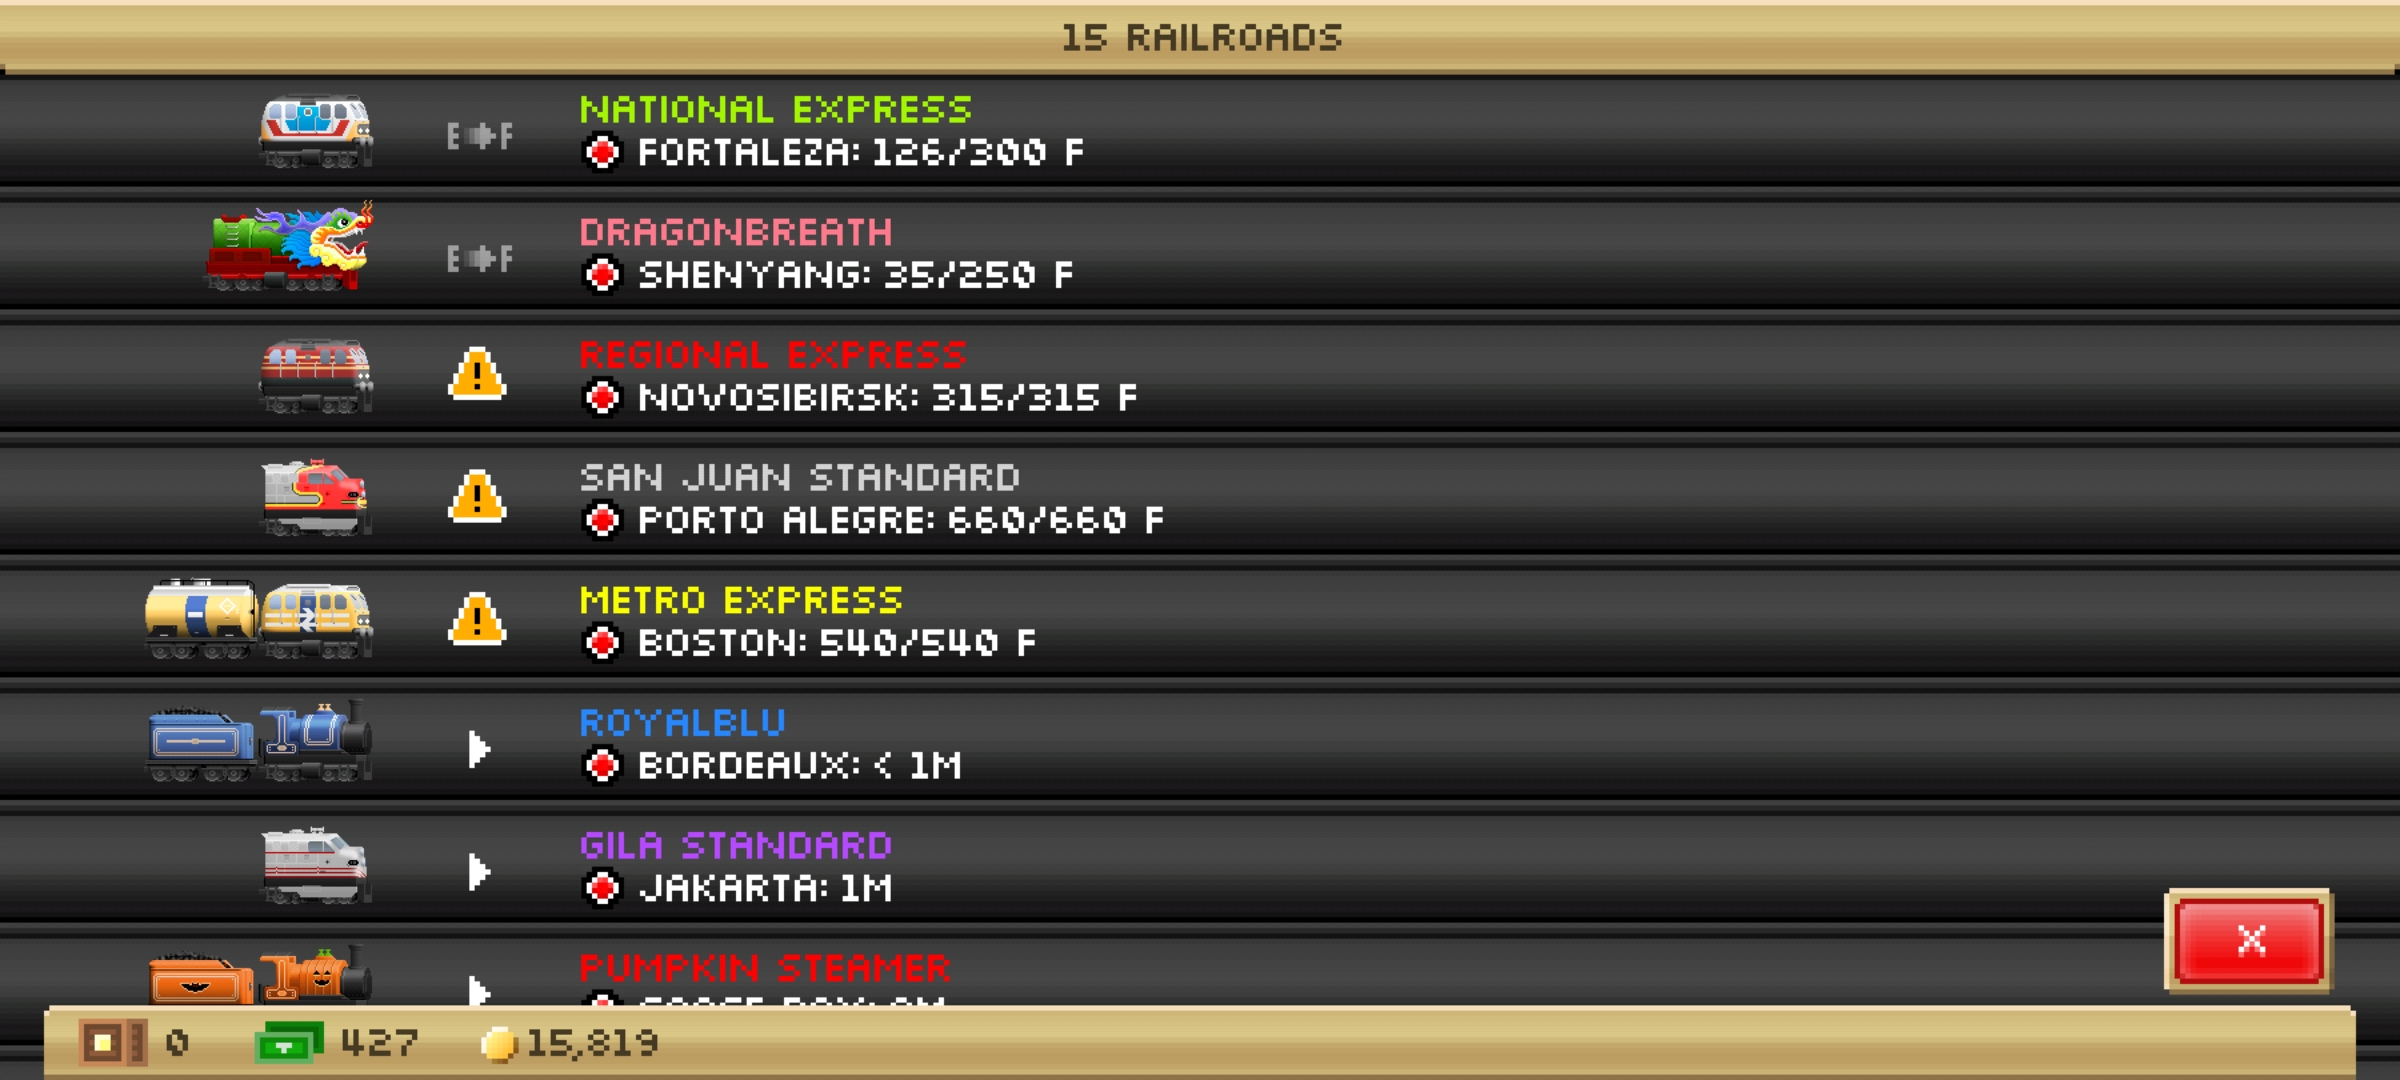 15 RAILROADS
E F
NATIONAL EXPRESS
FORTALEZA: 126/300 F
E F
DRAGONBREATH
SHENYANG: 35/250 F
REGIONAL EXPRESS
NOVOSIBIRSK: 315/315 F
SAN JUAN STANDARD
PORTO ALEGRE: 660/660 F
METRO EXPRESS
BOSTON: 540/540 F
ROYALBLU
BORDEAUX: < 1M
GILA STANDARD
JAKARTA: 1M
PUMPKIN STEAMER
X
0 427 15,819